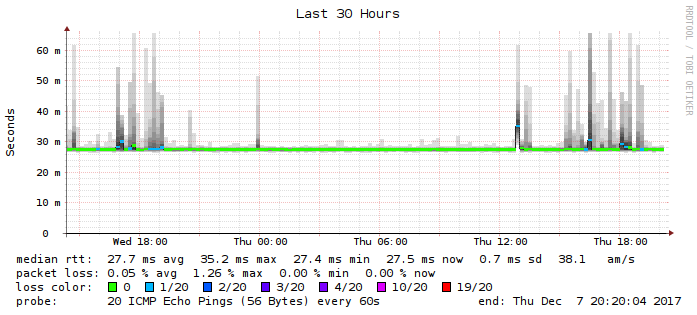 Last 30 Hours
RRDTOOL / TOBI OETIKER
Seconds
60 m
50 m
40 m
30 m
20 m
10 m
0
Wed 18:00 Thu 00:00 Thu 06:00 Thu 12:00 Thu 18:00
median rtt: 27.7 ms avg 35.2 ms max 27.4 ms min 27.5 ms now 0.7 ms sd 38.1 am/s
packet loss: 0.05 % avg 1.26 % max 0.00 % min 0.00 % now
loss color: 0 1/20 2/20 3/20 4/20 10/20 19/20
probe: 20 ICMP Echo Pings (56 Bytes) every 60s end: Thu Dec 7 20:20:04 2017